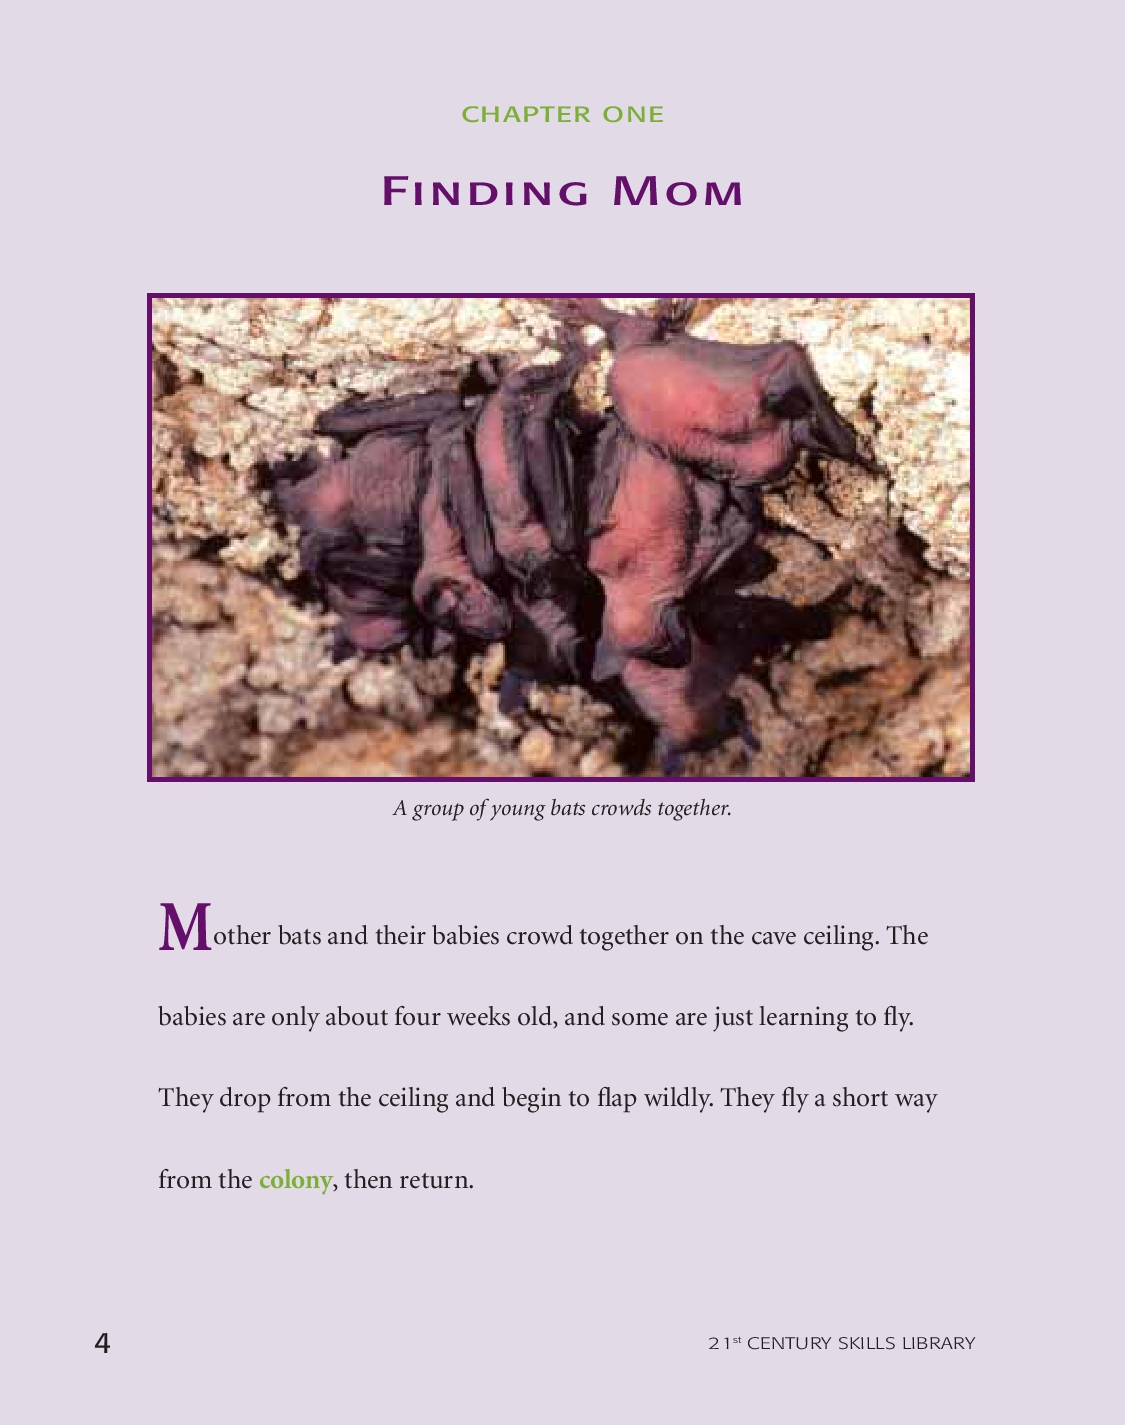 CHAPTER ONE
FINDING MOM
A group of young bats crowds together.
Mother bats and their babies crowd together on the cave ceiling. The
babies are only about four weeks old, and some are just learning to fly.
They drop from the ceiling and begin to flap wildly. They fly a short way
from the colony, then return.
4
21st CENTURY SKILLS LIBRARY